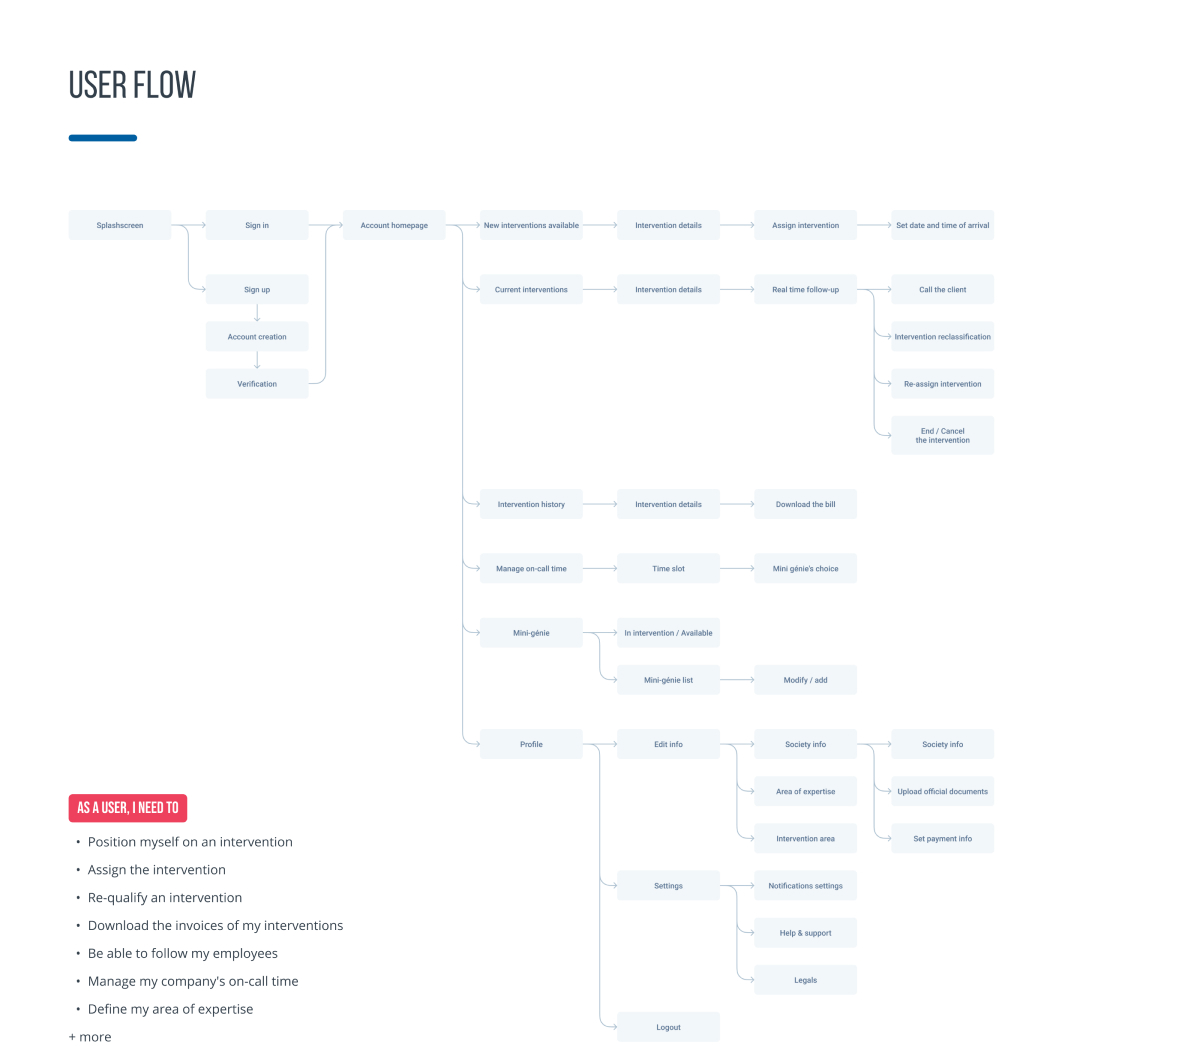 USER FLOW
Splashscreen
Sign in
Account homepage
New interventions available
Intervention details
Assign intervention
Set date and time of arrival
Sign up
Current interventions
Intervention details
Real time follow-up
Call the client
Account creation
Intervention reclassification
Verification
Re-assign intervention
End / Cancel
the intervention
Intervention history
Intervention details
Download the bill
Manage on-call time
Time slot
Mini génie's choice
Mini-génie
In intervention / Available
Mini-génie list
Modify / add
Profile
Edit info
Society info
Society info
Area of expertise
Upload official documents
Intervention area
Set payment info
Settings
Notifications settings
Help & support
Legals
Logout
AS A USER, I NEED TO
• Position myself on an intervention
• Assign the intervention
• Re-qualify an intervention
• Download the invoices of my interventions
• Be able to follow my employees
• Manage my company's on-call time
• Define my area of expertise
+ more